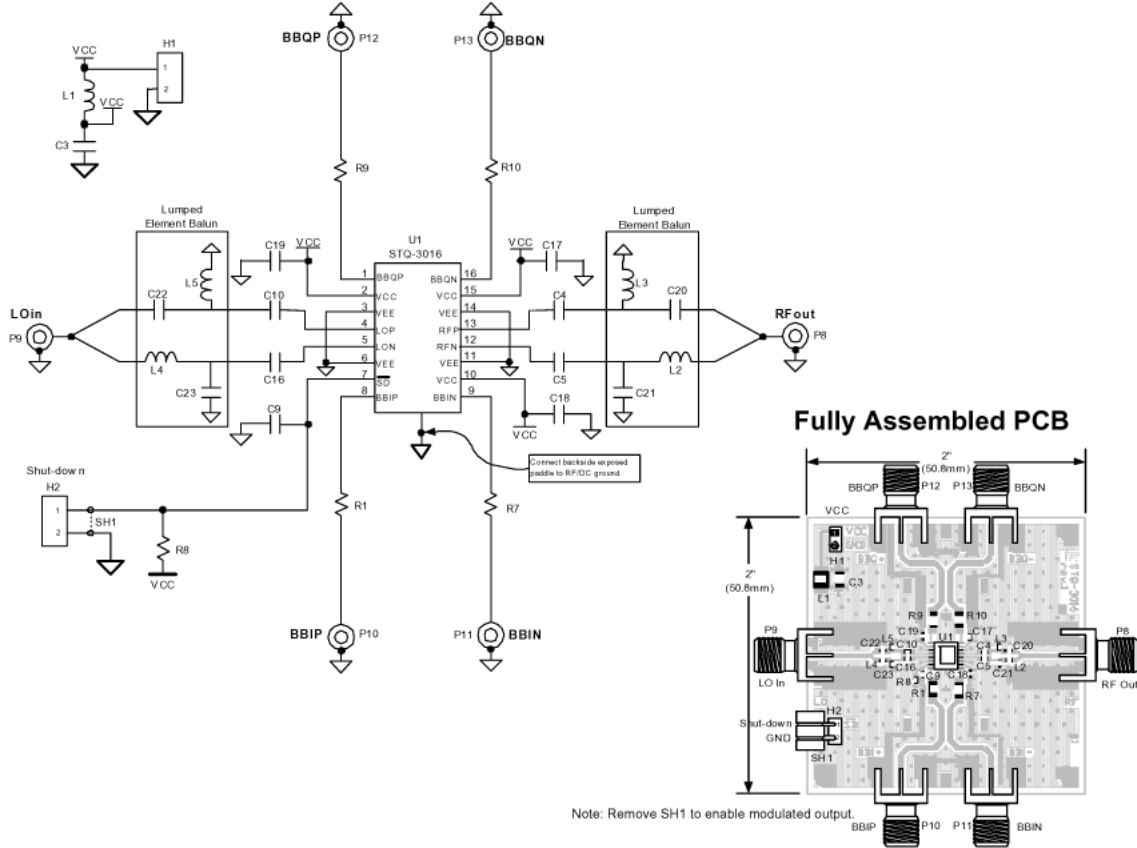 BBQP
P12
P13
BBQN
VCC
H1
1
2
L1
VCC
C3
R9
R10
Lumped
Element Balun
Lumped
Element Balun
U1
STQ-3016
C19
VCC
VCC
C17
L5
L3
C22
C10
C4
C20
LOin
P9
RFout
P8
L4
C16
C5
L2
C23
C21
C9
C18
VCC
1 BBQP BBQN 16
2 VCC VCC 15
3 VEE VEE 14
4 LOP RFP 13
5 LON RFN 12
6 VEE VEE 11
7 SD VCC 10
8 BBIP BBIN 9
Connect backside exposed
paddle to RF/DC ground.
Shut-down
H2
1
2
SH1
R8
VCC
R1
R7
BBIP
P10
P11
BBIN
Fully Assembled PCB
2"
(50.8mm)
BBQP
P12
P13
BBQN
VCC
VCC
GND
H1
L1
C3
2"
(50.8mm)
STQ-3016
R9
R10
P9
LO In
P8
RF Out
C19
C17
U1
C22
L5
C10
C4
L3
C20
L4
C16
C5
L2
C23
C21
R8
C9
C18
R1
R7
H2
Shut-down
GND
SH1
Note: Remove SH1 to enable modulated output.
BBIP
P10
P11
BBIN